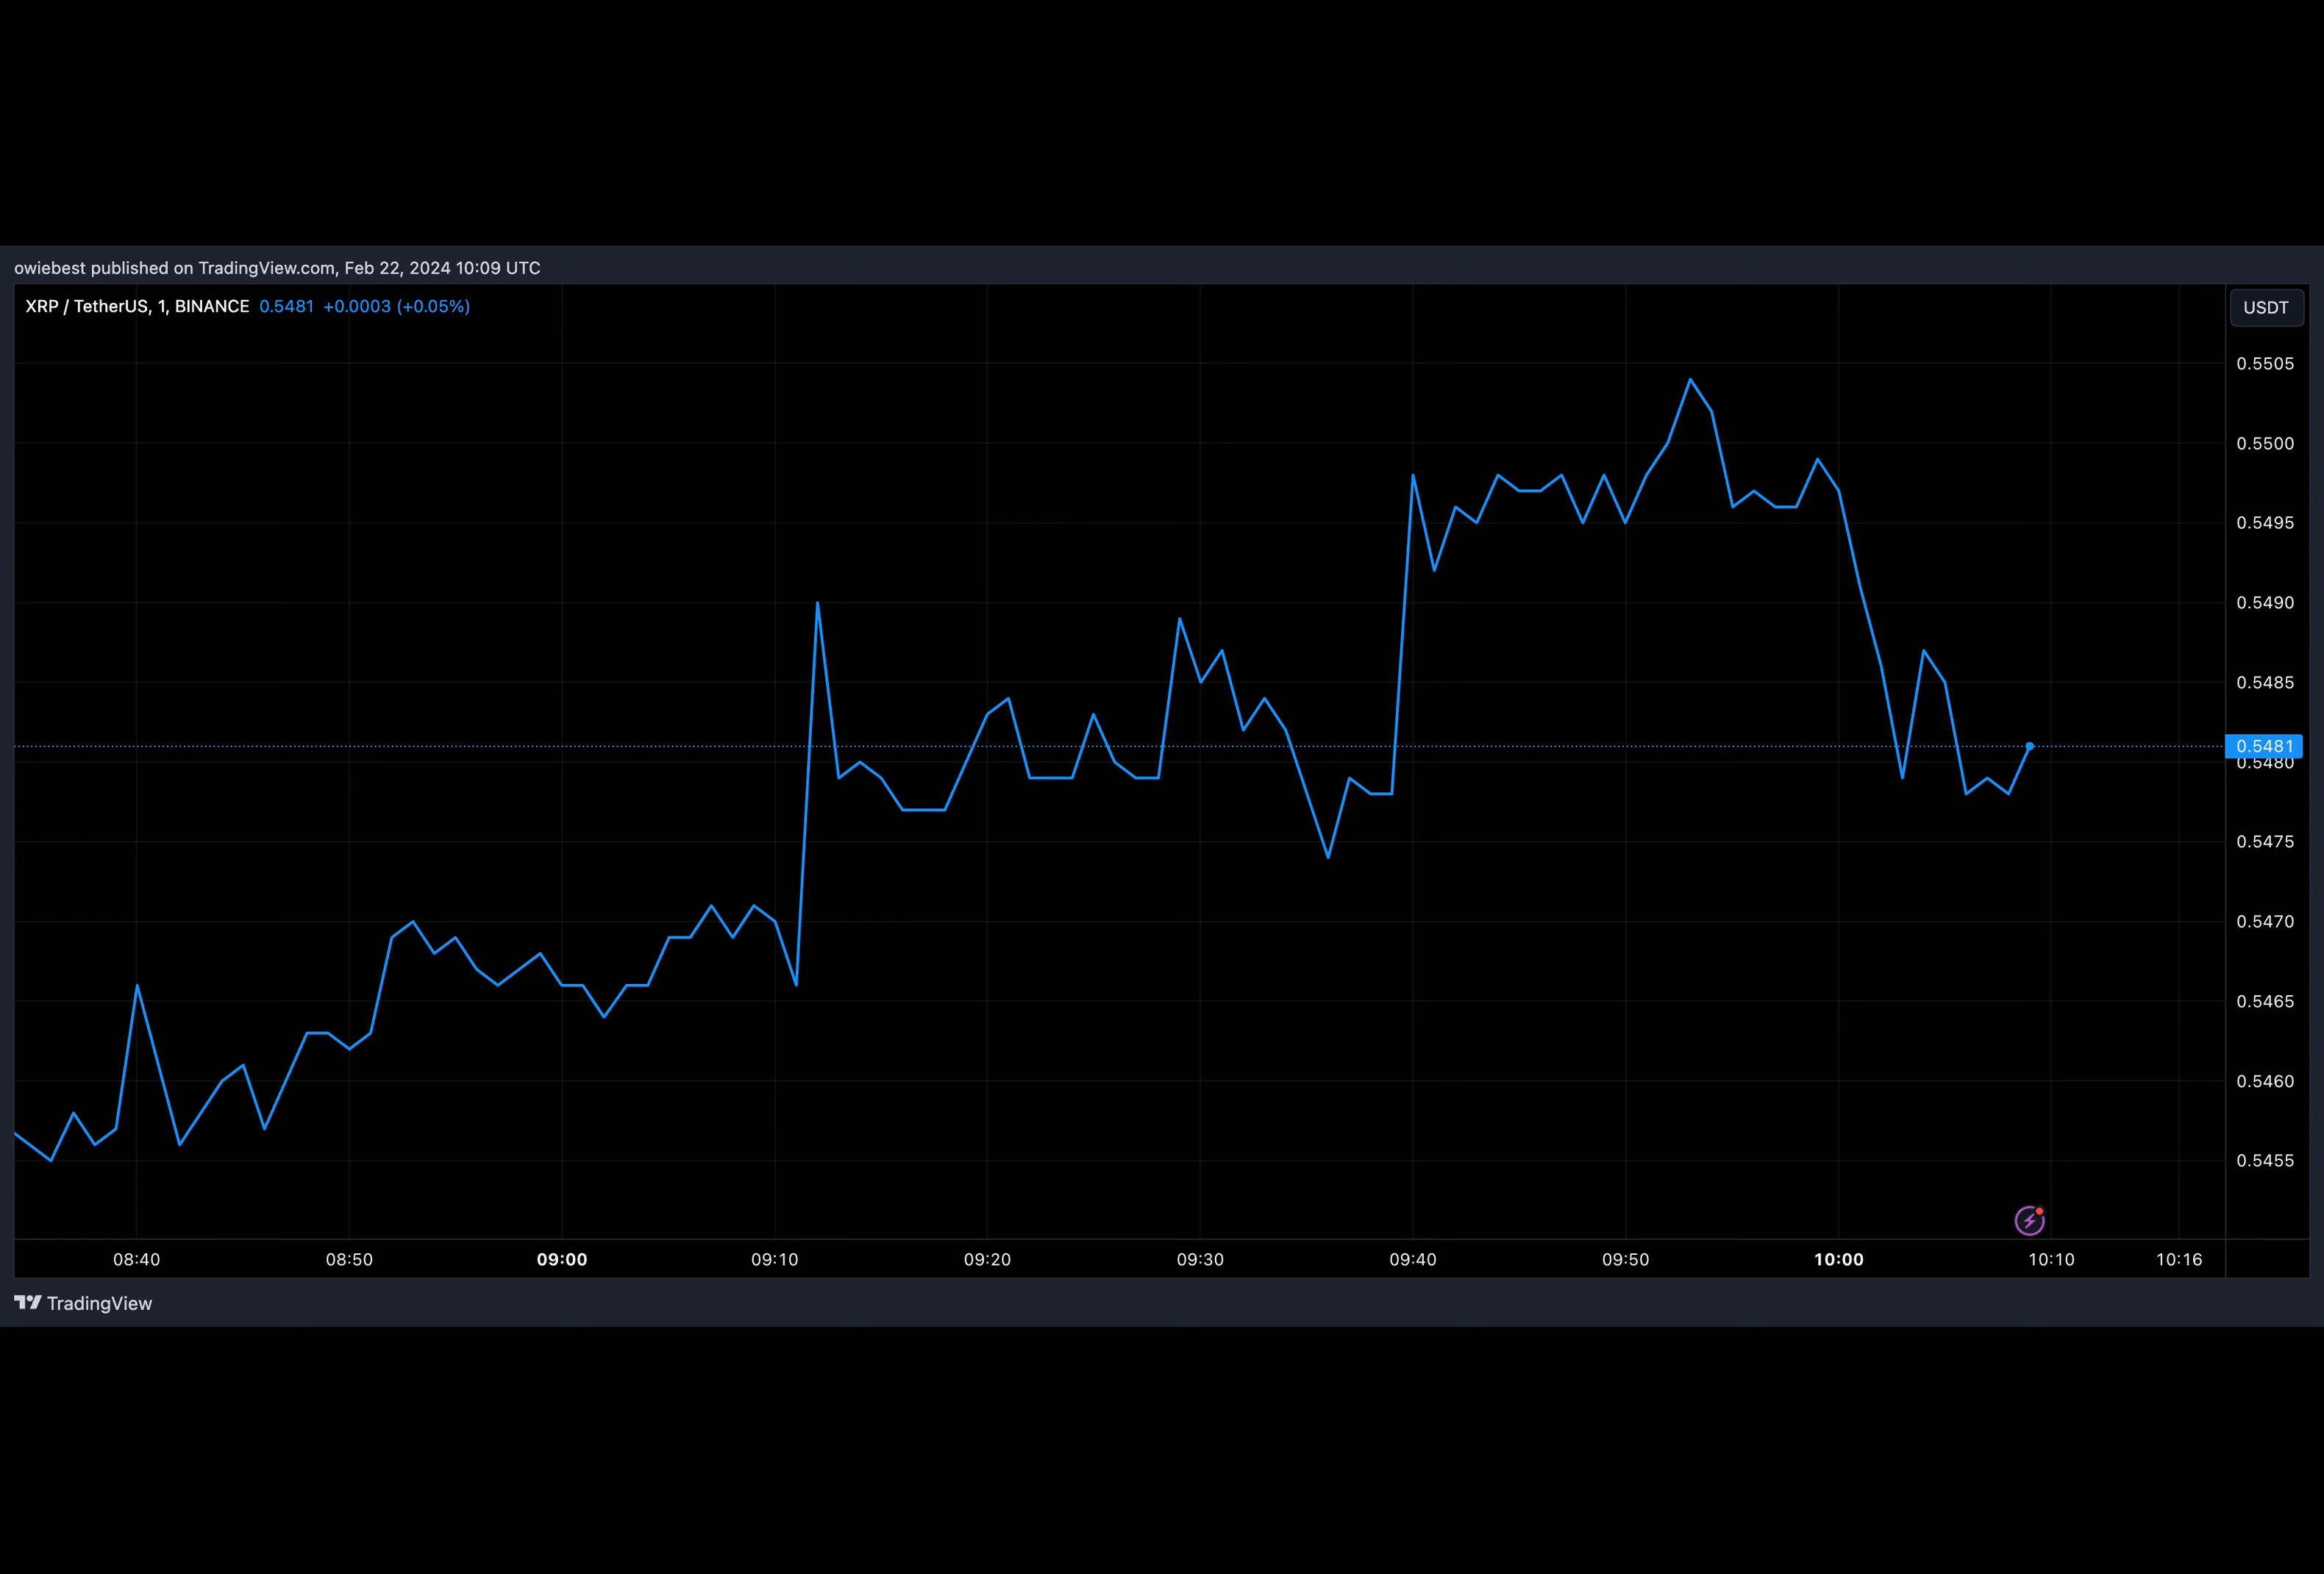 owiebest published on TradingView.com, Feb 22, 2024 10:09 UTC
XRP / TetherUS, 1, BINANCE 0.5481 +0.0003 (+0.05%)
USDT
0.5505
0.5500
0.5495
0.5490
0.5485
0.5481
0.5480
0.5475
0.5470
0.5465
0.5460
0.5455
08:40 08:50 09:00 09:10 09:20 09:30 09:40 09:50 10:00 10:10 10:16
TradingView